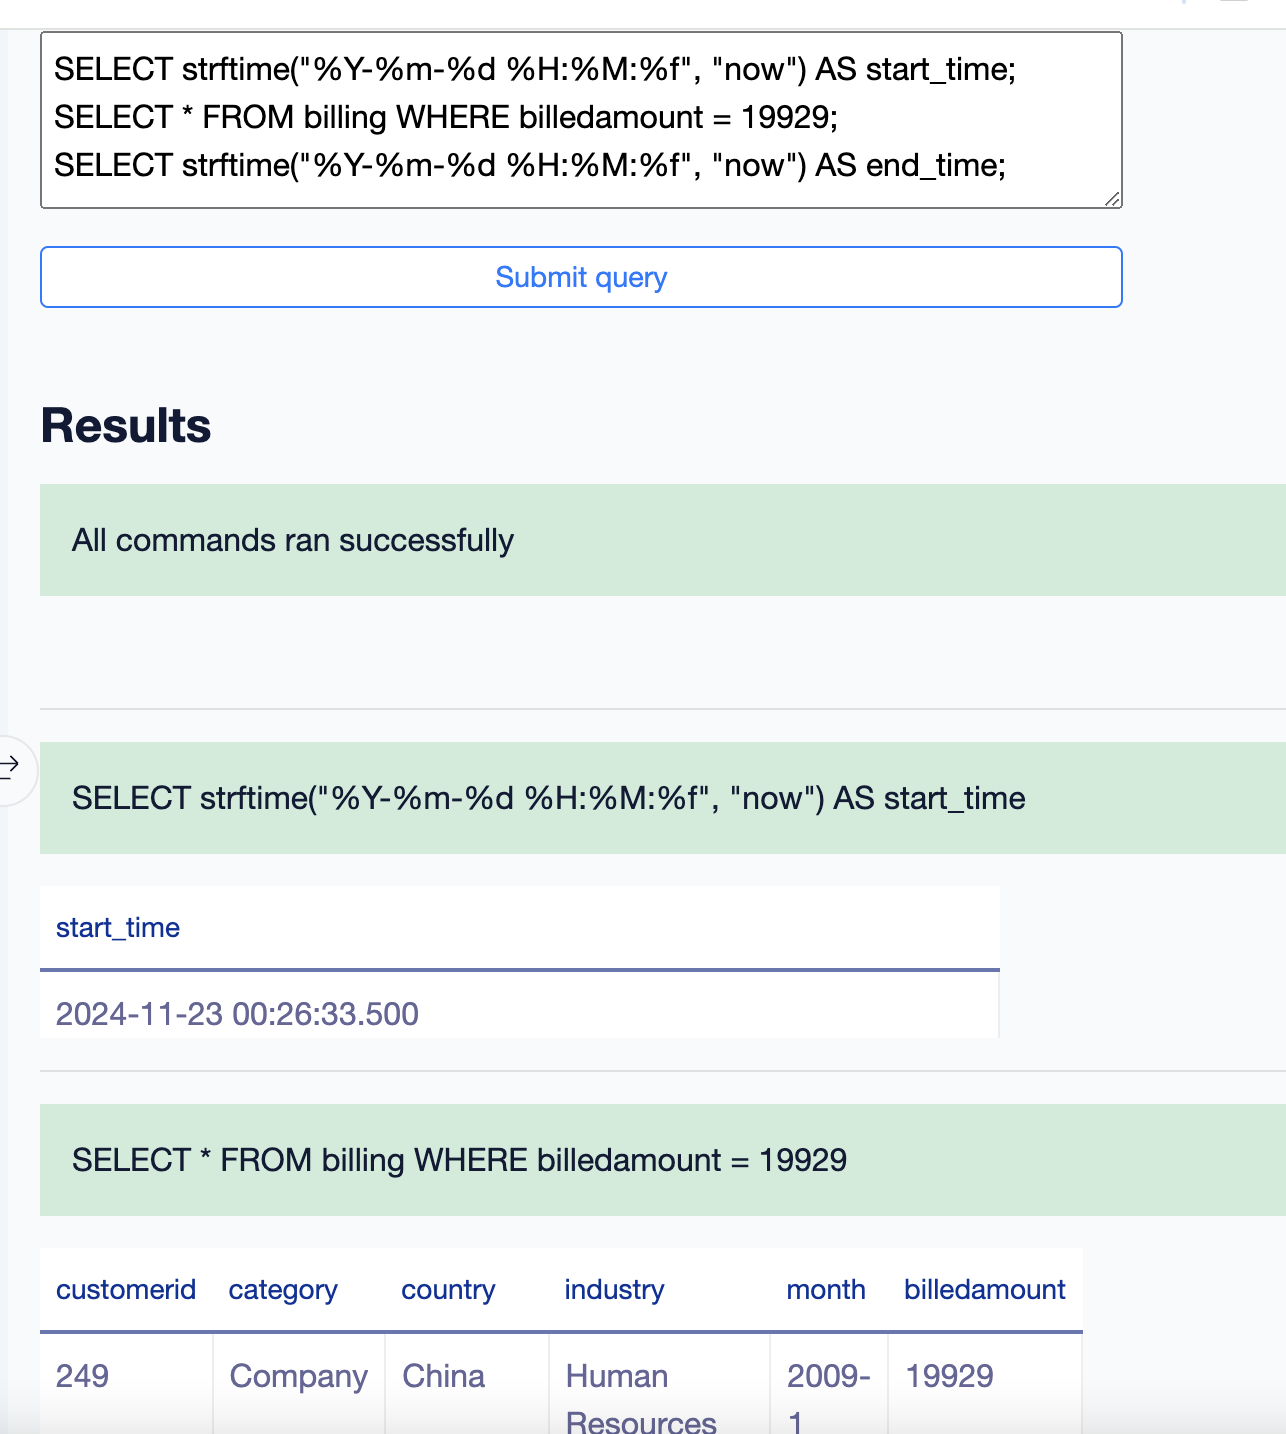 SELECT strftime("%Y-%m-%d %H:%M:%f", "now") AS start_time;
SELECT * FROM billing WHERE billedamount = 19929;
SELECT strftime("%Y-%m-%d %H:%M:%f", "now") AS end_time;
Submit query
Results
All commands ran successfully
SELECT strftime("%Y-%m-%d %H:%M:%f", "now") AS start_time
start_time
2024-11-23 00:26:33.500
SELECT * FROM billing WHERE billedamount = 19929
customerid category country industry month billedamount
249 Company China Human 2009- 19929
Resources 1